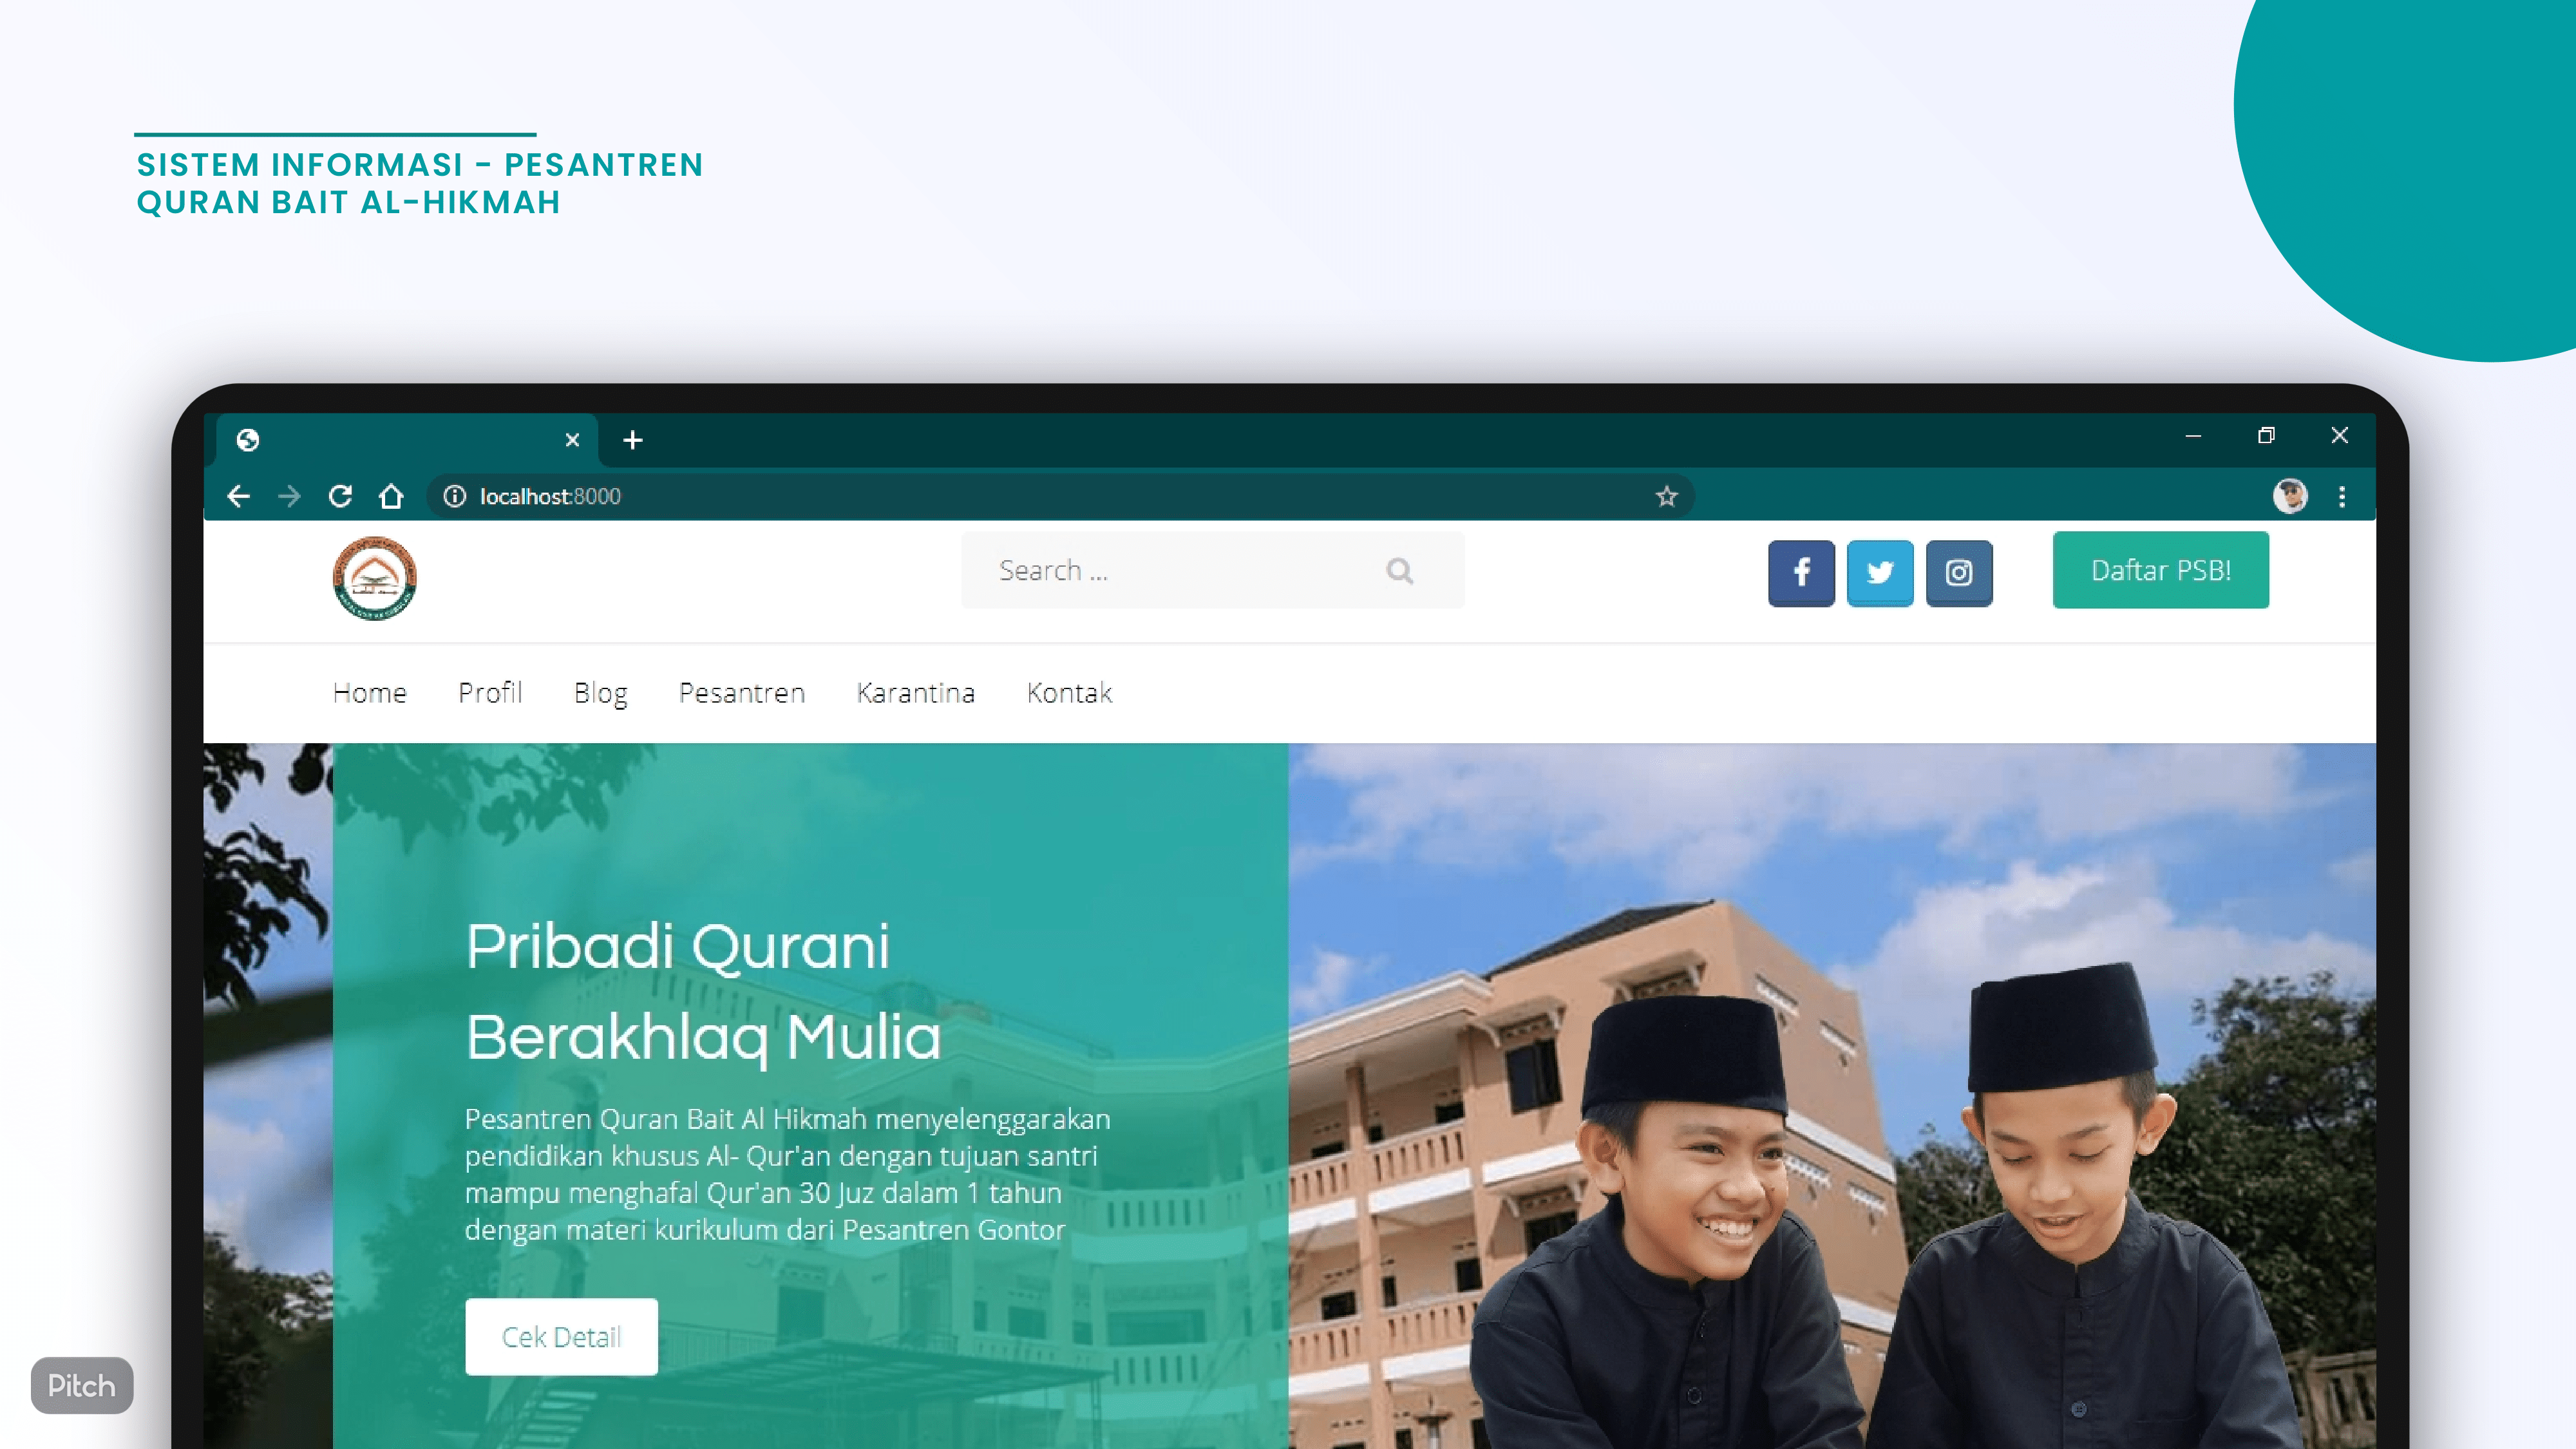 SISTEM INFORMASI - PESANTREN
QURAN BAIT AL-HIKMAH
localhost:8000
Search ...
Daftar PSB!
Home Profil Blog Pesantren Karantina Kontak
Pribadi Qurani
Berakhlaq Mulia
Pesantren Quran Bait Al Hikmah menyelenggarakan
pendidikan khusus Al- Qur'an dengan tujuan santri
mampu menghafal Qur'an 30 Juz dalam 1 tahun
dengan materi kurikulum dari Pesantren Gontor
Cek Detail
Pitch